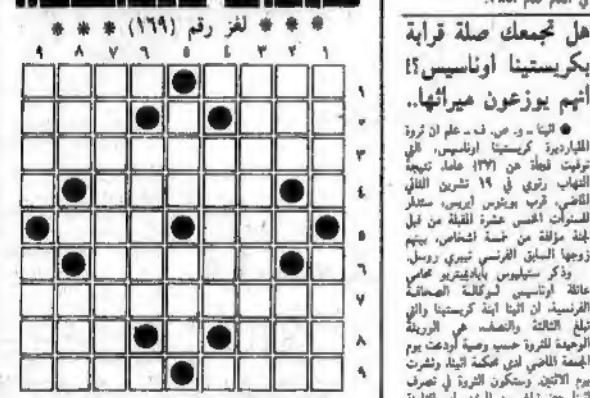 * * * لغز رقم (١٦٩) * * *
٩ ٨ ٧ ٦ ٥ ٤ ٣ ٢ ١
١
٢
٣
٤
٥
٦
٧
٨
٩
هل تجمعك صلة قرابة
بكريستينا اوناسيس؟!
انهم يوزعون ميراثها..
● اثينا ـ و. ص. ف ـ علم ان ثروة
المليارديرة كريستينا اوناسيس، التي
توفيت فجأة عن (٣٧) عاما، نتيجة
التهاب رئوي في ١٩ تشرين الثاني
الماضي، قرب بوينوس ايريس، ستدار
للسنوات الخمس عشرة المقبلة من قبل
لجنة مؤلفة من خمسة اشخاص، بينهم
زوجها السابق الفرنسي تييري روسل.
وذكر ستيليوس محامي
عائلة اوناسيس لوكالة الصحافة
الفرنسية، ان اثينا ابنة كريستينا والتي
تبلغ الثالثة والنصف، هي الوريثة
الوحيدة للثروة حسب وصية اودعت يوم
الجمعة الماضي لدى محكمة اثينا، ونشرت
يوم الاثنين. وستكون الثروة في تصرف